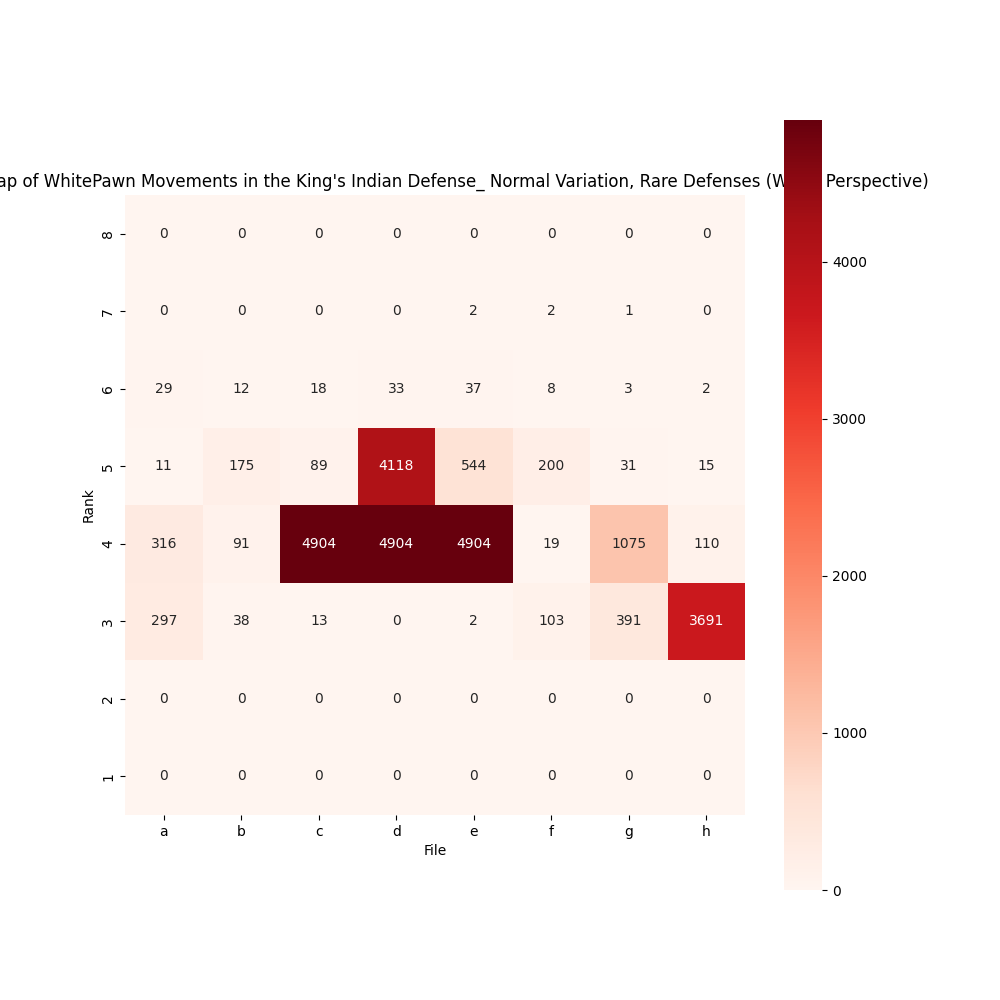 ap of WhitePawn Movements in the King's Indian Defense_ Normal Variation, Rare Defenses (W Perspective)
8 0 0 0 0 0 0 0 0
7 0 0 0 0 2 2 1 0
6 29 12 18 33 37 8 3 2
5 11 175 89 4118 544 200 31 15
4 316 91 4904 4904 4904 19 1075 110
3 297 38 13 0 2 103 391 3691
2 0 0 0 0 0 0 0 0
1 0 0 0 0 0 0 0 0
a b c d e f g h
File
Rank
4000
3000
2000
1000
0